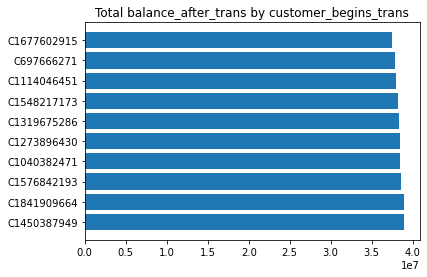 Total balance_after_trans by customer_begins_trans
C1677602915
C697666271
C1114046451
C1548217173
C1319675286
C1273896430
C1040382471
C1576842193
C1841909664
C1450387949
0.0 0.5 1.0 1.5 2.0 2.5 3.0 3.5 4.0
1e7